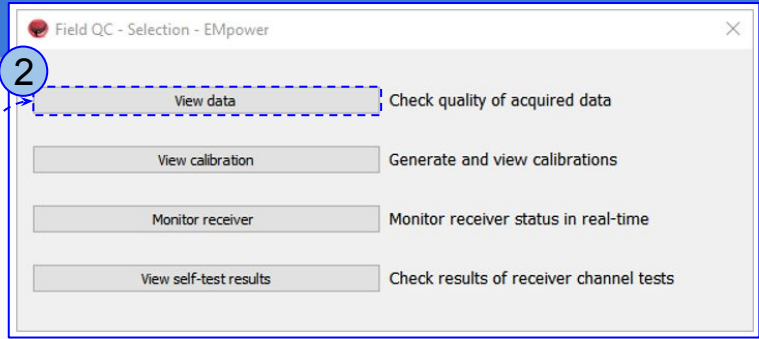 Field QC - Selection - EMpower
2
View data Check quality of acquired data
View calibration Generate and view calibrations
Monitor receiver Monitor receiver status in real-time
View self-test results Check results of receiver channel tests